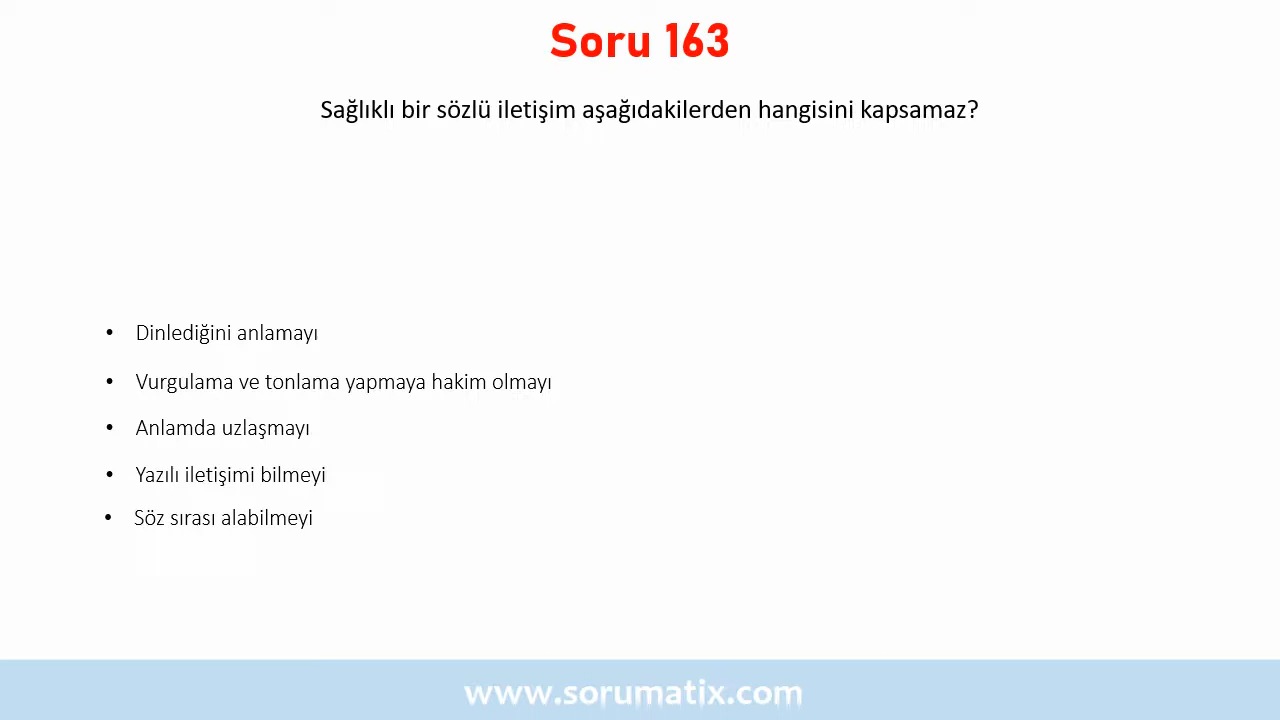 Soru 163
Sağlıklı bir sözlü iletişim aşağıdakilerden hangisini kapsamaz?
• Dinlediğini anlamayı
• Vurgulama ve tonlama yapmaya hakim olmayı
• Anlamda uzlaşmayı
• Yazılı iletişimi bilmeyi
• Söz sırası alabilmeyi
www.sorumatix.com